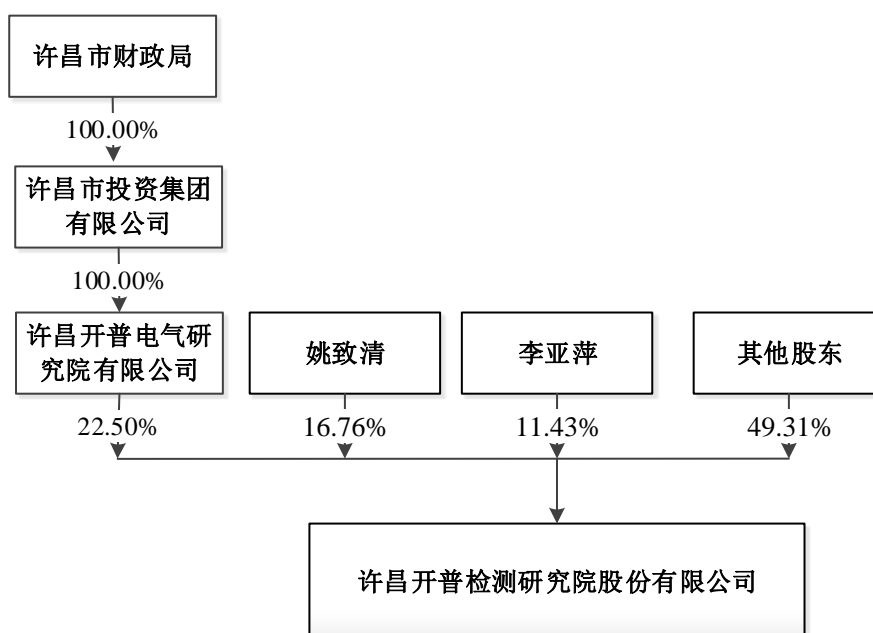 许昌市财政局
100.00%
许昌市投资集团
有限公司
100.00%
许昌开普电气研
究院有限公司
姚致清
李亚萍
其他股东
22.50%
16.76%
11.43%
49.31%
许昌开普检测研究院股份有限公司